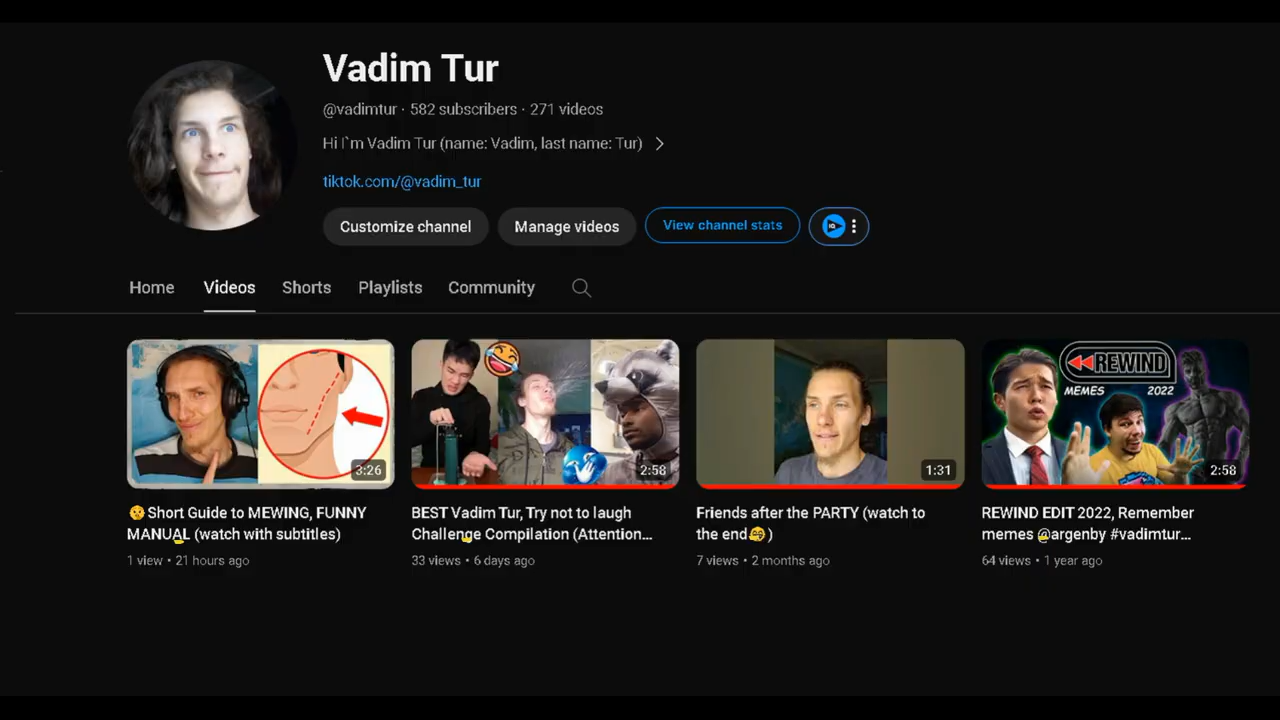 Vadim Tur
@vadimtur · 582 subscribers · 271 videos
Hi I`m Vadim Tur (name: Vadim, last name: Tur)
tiktok.com/@vadim_tur
Customize channel
Manage videos
View channel stats
IQ
Home
Videos
Shorts
Playlists
Community
3:26
2:58
1:31
REWIND
MEMES 2022
2:58
🤫Short Guide to MEWING, FUNNY
MANUAL (watch with subtitles)
1 view • 21 hours ago
BEST Vadim Tur, Try not to laugh
Challenge Compilation (Attention...
33 views • 6 days ago
Friends after the PARTY (watch to
the end🤗)
7 views • 2 months ago
REWIND EDIT 2022, Remember
memes @argenby #vadimtur...
64 views • 1 year ago